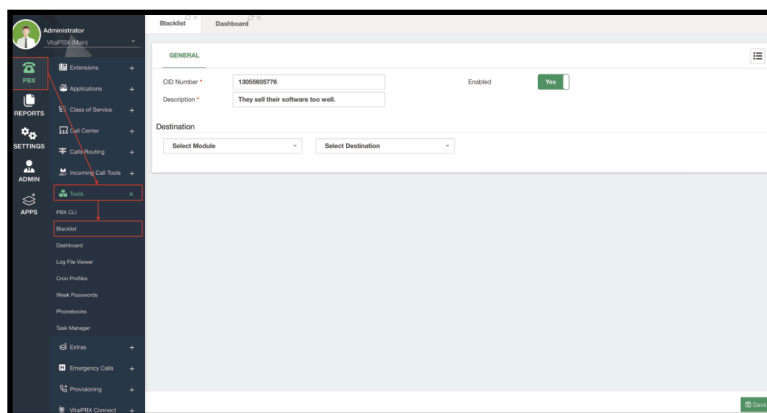 Administrator
VitalPBX (Main)
PBX
REPORTS
SETTINGS
ADMIN
APPS
Extensions
Applications
Class of Service
Call Center
Calls Routing
Incoming Call Tools
Tools
PBX CLI
Blacklist
Dashboard
Log File Viewer
Cron Profiles
Weak Passwords
Phonebooks
Task Manager
Extras
Emergency Calls
Provisioning
VitalPBX Connect
Blacklist
Dashboard
GENERAL
CID Number *
13055605776
Enabled
Yes
Description *
They sell their software too well.
Destination
Select Module
Select Destination
Save